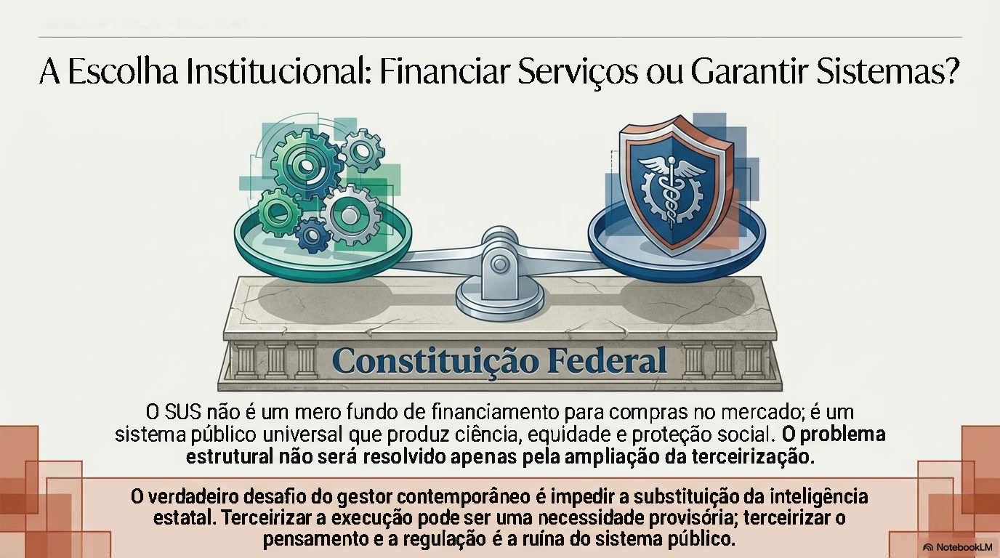 A Escolha Institucional: Financiar Serviços ou Garantir Sistemas?
Constituição Federal
O SUS não é um mero fundo de financiamento para compras no mercado; é um
sistema público universal que produz ciência, equidade e proteção social. O problema
estrutural não será resolvido apenas pela ampliação da terceirização.
O verdadeiro desafio do gestor contemporâneo é impedir a substituição da inteligência
estatal. Terceirizar a execução pode ser uma necessidade provisória; terceirizar o
pensamento e a regulação é a ruína do sistema público.
NotebookLM